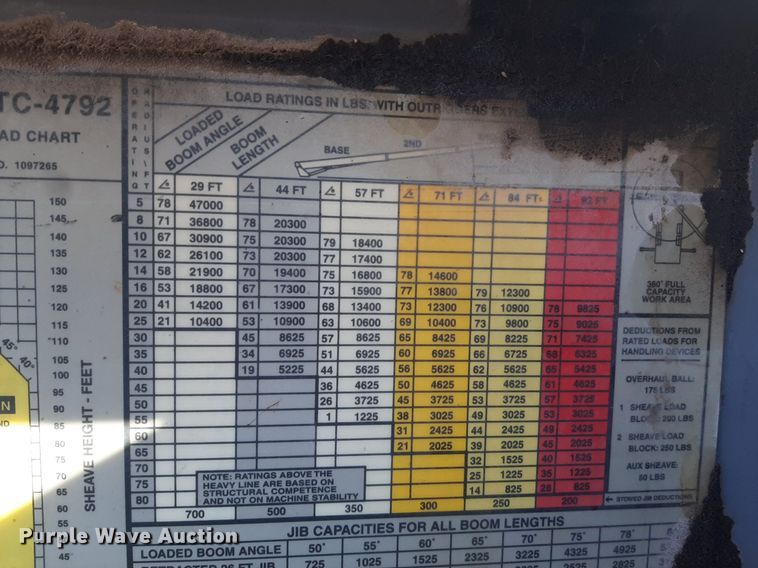 TC-4792
AD CHART
1097265
OPERATING
RADIUS/FT
LOAD RATINGS IN LBS. WITH OUTRIGGERS
LOADED
BOOM ANGLE
BOOM
LENGTH
BASE
2ND
29 FT 44 FT 57 FT 71 FT 84 FT 92 FT
5 78 47000
8 71 36800 78 20300
10 67 30900 75 20300 79 18400
12 62 26100 73 20300 77 17400
14 58 21900 70 19400 75 16800 78 14600
16 53 18800 67 17300 73 15900 77 13800 79 12300
20 41 14200 61 13900 68 13400 73 12300 76 10900 78 9825
25 21 10400 53 10900 63 10600 69 10400 73 9800 75 9025
30 45 8625 57 8625 65 8425 69 8225 71 7425
35 34 6925 51 6925 60 6925 66 6725 68 6325
40 19 5225 44 5625 56 5625 62 5625 65 5425
45 36 4625 50 4625 58 4625 61 4625
50 26 3725 45 3725 53 3725 57 3725
55 1 1225 38 3025 49 3025 53 3025
60 31 2425 44 2425 49 2425
65 21 2025 39 2025 45 2025
70 32 1525 40 1525
75 25 1225 35 1225
80 14 825 28 825
NOTE: RATINGS ABOVE THE
HEAVY LINE ARE BASED ON
STRUCTURAL COMPETENCE
AND NOT ON MACHINE STABILITY
700 500 350 300 250 200 ← STOWED JIB DEDUCTIONS
360° FULL
CAPACITY
WORK AREA
DEDUCTIONS FROM
RATED LOADS FOR
HANDLING DEVICES
OVERHAUL BALL:
175 LBS
1 SHEAVE LOAD
BLOCK: 200 LBS
2 SHEAVE LOAD
BLOCK: 250 LBS
AUX SHEAVE:
50 LBS
150
145
140
135
130
125
120
115
110
105
100
95
90
85
80
75
70
65
60
55
50
45
SHEAVE HEIGHT - FEET
45°
40°
JIB CAPACITIES FOR ALL BOOM LENGTHS
LOADED BOOM ANGLE 50° 55° 60° 65° 70° 75° 78°
725 1025 1525 2325 3225 4325 4925
Purple Wave Auction